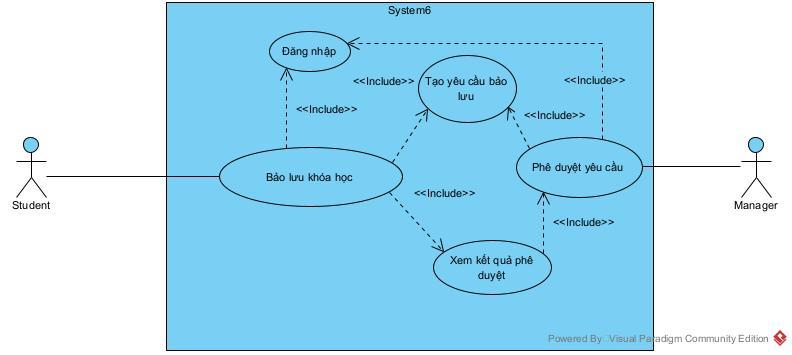 System6
Đăng nhập
<<Include>>
<<Include>>
Tạo yêu cầu bảo
lưu
<<Include>>
<<Include>>
Bảo lưu khóa học
Phê duyệt yêu cầu
<<Include>>
Student
Manager
<<Include>>
Xem kết quả phê
duyệt
Powered By Visual Paradigm Community Edition